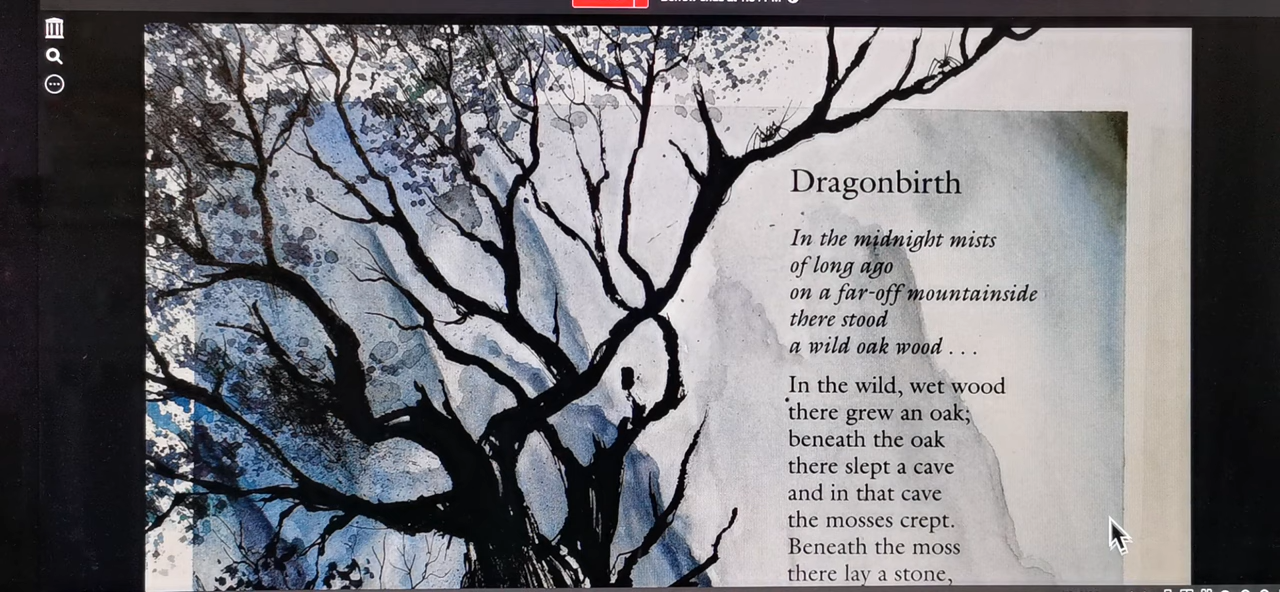 Dragonbirth
In the midnight mists
of long ago
on a far-off mountainside
there stood
a wild oak wood . . .
In the wild, wet wood
there grew an oak;
beneath the oak
there slept a cave
and in that cave
the mosses crept.
Beneath the moss
there lay a stone,